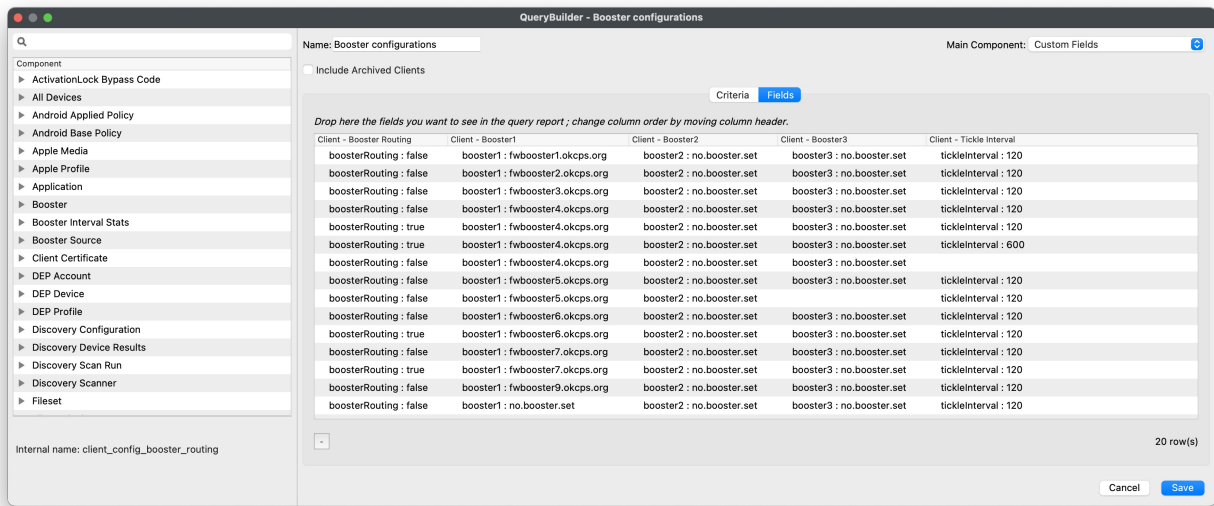 QueryBuilder - Booster configurations
Name: Booster configurations
Main Component: Custom Fields
Component
Include Archived Clients
ActivationLock Bypass Code
All Devices
Android Applied Policy
Android Base Policy
Apple Media
Apple Profile
Application
Booster
Booster Interval Stats
Booster Source
Client Certificate
DEP Account
DEP Device
DEP Profile
Discovery Configuration
Discovery Device Results
Discovery Scan Run
Discovery Scanner
Fileset
Internal name: client_config_booster_routing
Criteria Fields
Drop here the fields you want to see in the query report ; change column order by moving column header.
Client - Booster Routing Client - Booster1 Client - Booster2 Client - Booster3 Client - Tickle Interval
boosterRouting : false booster1 : fwbooster1.okcps.org booster2 : no.booster.set booster3 : no.booster.set tickleInterval : 120
boosterRouting : false booster1 : fwbooster2.okcps.org booster2 : no.booster.set booster3 : no.booster.set tickleInterval : 120
boosterRouting : false booster1 : fwbooster3.okcps.org booster2 : no.booster.set booster3 : no.booster.set tickleInterval : 120
boosterRouting : false booster1 : fwbooster4.okcps.org booster2 : no.booster.set booster3 : no.booster.set tickleInterval : 120
boosterRouting : true booster1 : fwbooster4.okcps.org booster2 : no.booster.set booster3 : no.booster.set tickleInterval : 120
boosterRouting : true booster1 : fwbooster4.okcps.org booster2 : no.booster.set booster3 : no.booster.set tickleInterval : 600
boosterRouting : false booster1 : fwbooster4.okcps.org booster2 : no.booster.set booster3 : no.booster.set
boosterRouting : false booster1 : fwbooster5.okcps.org booster2 : no.booster.set booster3 : no.booster.set tickleInterval : 120
boosterRouting : false booster1 : fwbooster5.okcps.org booster2 : no.booster.set tickleInterval : 120
boosterRouting : false booster1 : fwbooster6.okcps.org booster2 : no.booster.set booster3 : no.booster.set tickleInterval : 120
boosterRouting : true booster1 : fwbooster6.okcps.org booster2 : no.booster.set booster3 : no.booster.set tickleInterval : 120
boosterRouting : false booster1 : fwbooster7.okcps.org booster2 : no.booster.set booster3 : no.booster.set tickleInterval : 120
boosterRouting : true booster1 : fwbooster7.okcps.org booster2 : no.booster.set booster3 : no.booster.set tickleInterval : 120
boosterRouting : false booster1 : fwbooster9.okcps.org booster2 : no.booster.set booster3 : no.booster.set tickleInterval : 120
boosterRouting : false booster1 : no.booster.set booster2 : no.booster.set booster3 : no.booster.set tickleInterval : 120
-
20 row(s)
Cancel Save